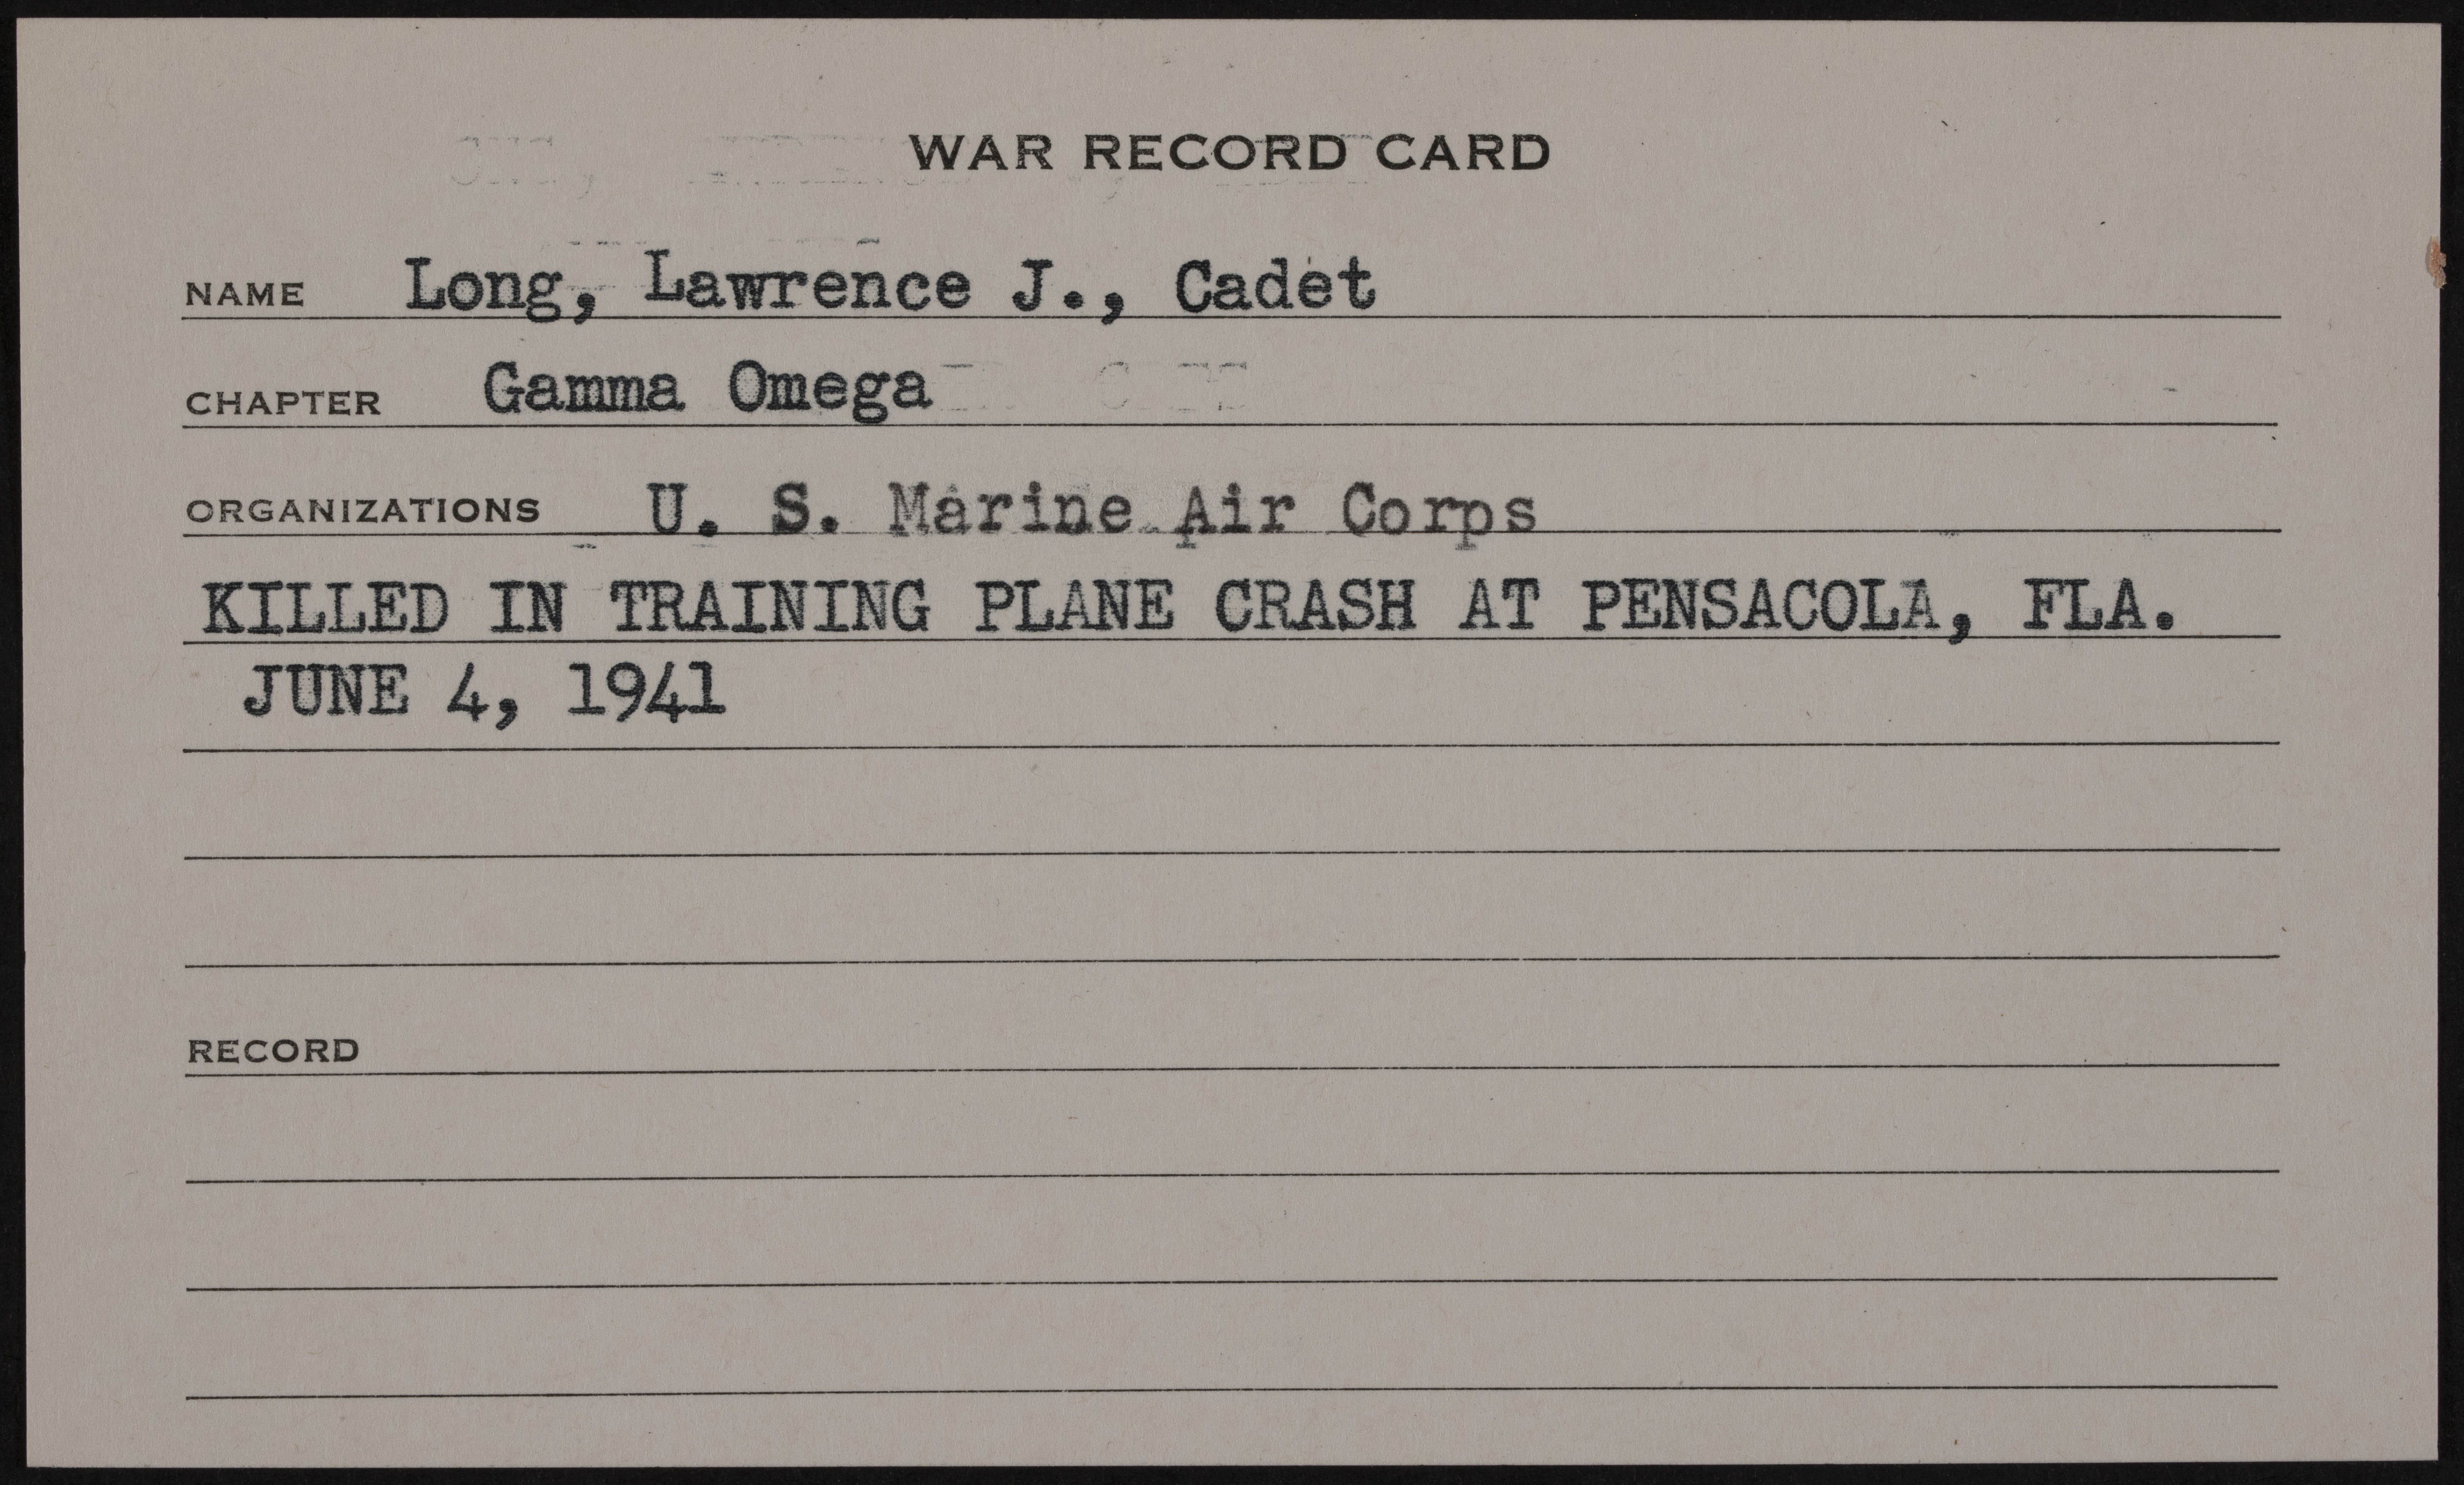 WAR RECORD CARD
NAME Long, Lawrence J., Cadet
CHAPTER Gamma Omega
ORGANIZATIONS U. S. Marine Air Corps
KILLED IN TRAINING PLANE CRASH AT PENSACOLA, FLA.
JUNE 4, 1941
RECORD